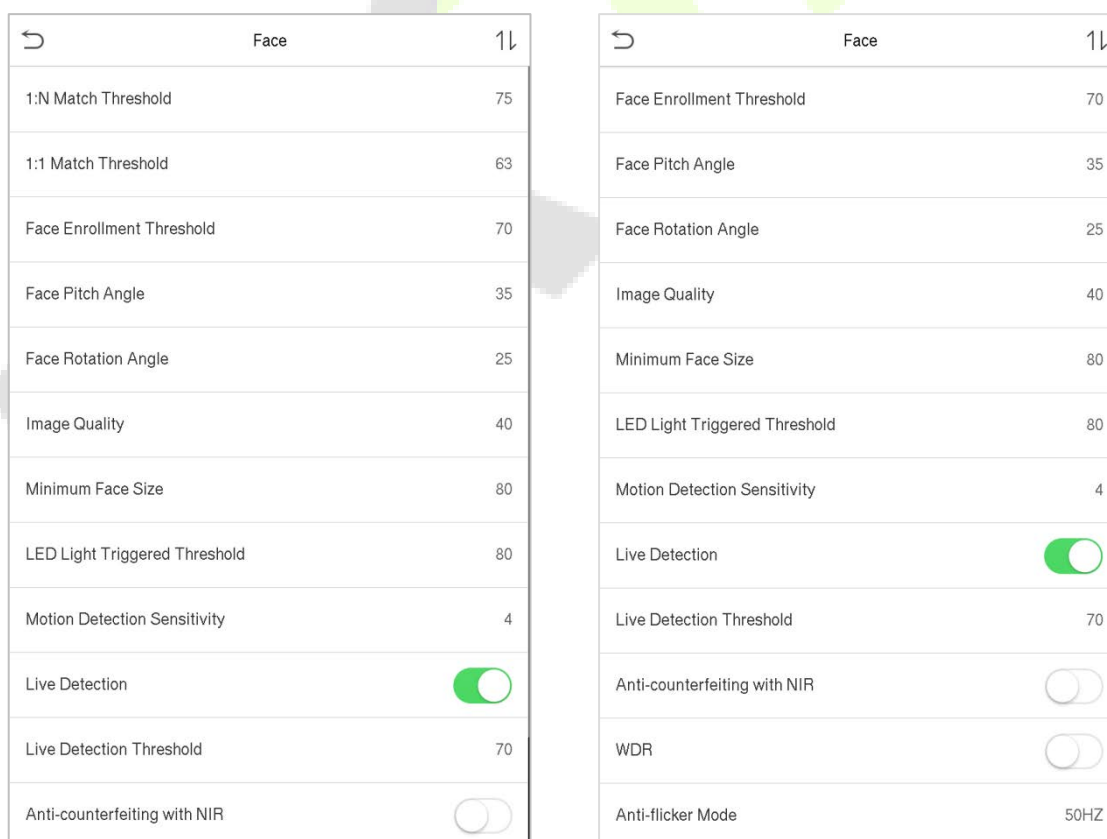 Face
1:N Match Threshold 75
1:1 Match Threshold 63
Face Enrollment Threshold 70
Face Pitch Angle 35
Face Rotation Angle 25
Image Quality 40
Minimum Face Size 80
LED Light Triggered Threshold 80
Motion Detection Sensitivity 4
Live Detection
Live Detection Threshold 70
Anti-counterfeiting with NIR
Face
Face Enrollment Threshold 70
Face Pitch Angle 35
Face Rotation Angle 25
Image Quality 40
Minimum Face Size 80
LED Light Triggered Threshold 80
Motion Detection Sensitivity 4
Live Detection
Live Detection Threshold 70
Anti-counterfeiting with NIR
WDR
Anti-flicker Mode 50HZ